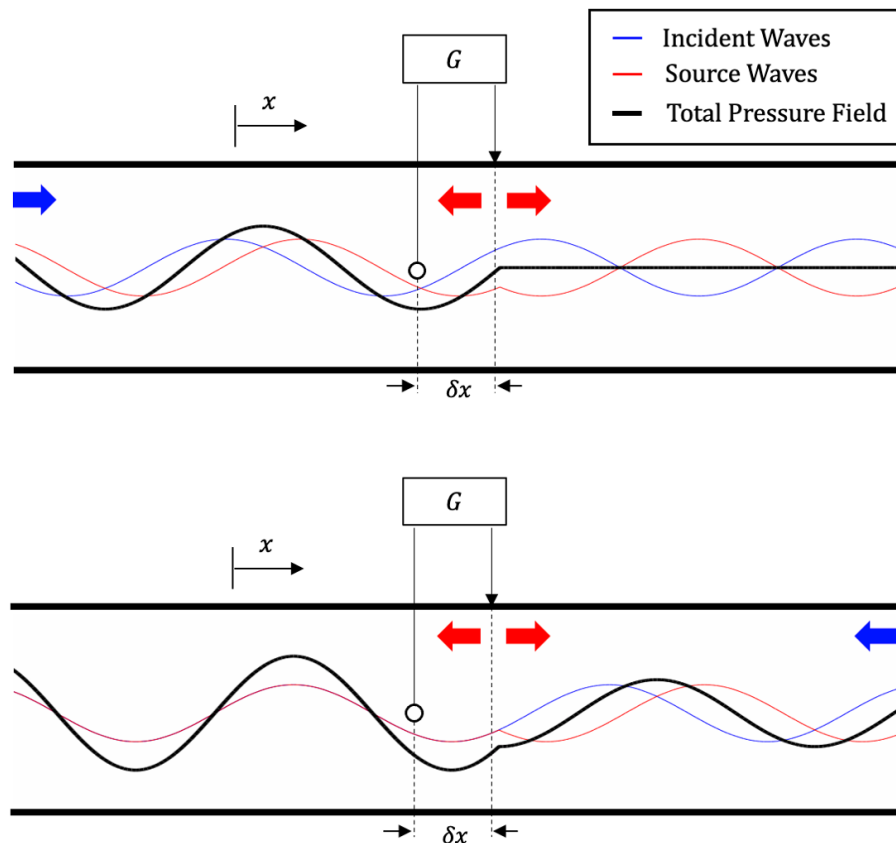 G
Incident Waves
Source Waves
Total Pressure Field
x
δx
G
x
δx